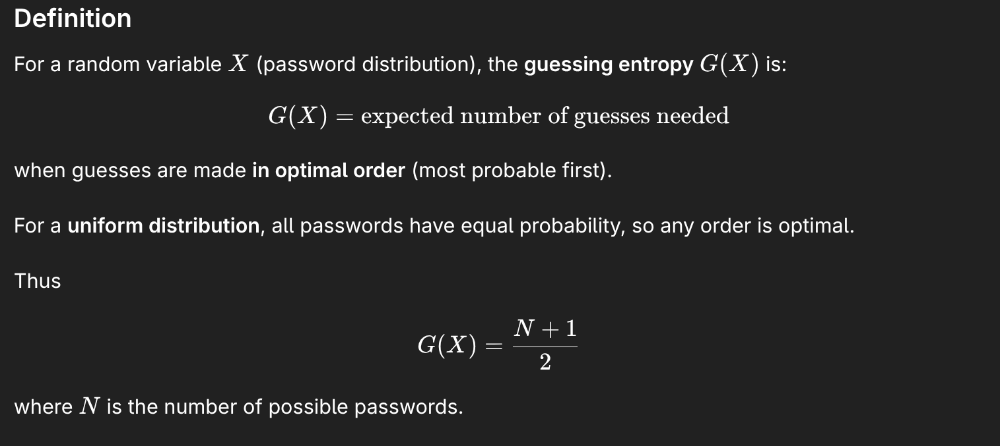 Definition
For a random variable X (password distribution), the guessing entropy G(X) is:
G(X) = expected number of guesses needed
when guesses are made in optimal order (most probable first).
For a uniform distribution, all passwords have equal probability, so any order is optimal.
Thus
G(X) = \frac{N + 1}{2}
where N is the number of possible passwords.